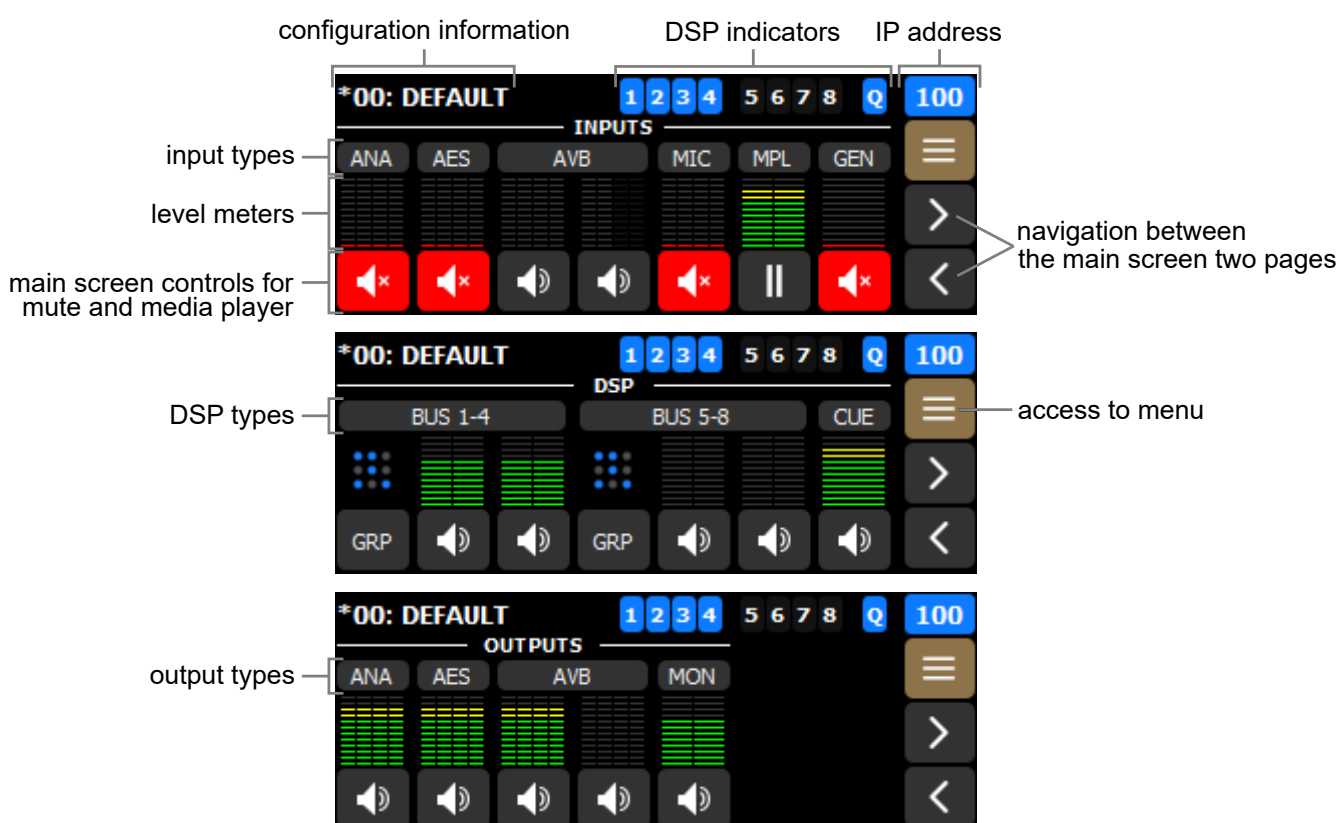 configuration information DSP indicators IP address
*00: DEFAULT 1 2 3 4 5 6 7 8 Q 100
INPUTS
input types ANA AES AVB MIC MPL GEN
level meters
navigation between
the main screen two pages
main screen controls for
mute and media player
*00: DEFAULT 1 2 3 4 5 6 7 8 Q 100
DSP
DSP types BUS 1-4 BUS 5-8 CUE access to menu
GRP GRP
*00: DEFAULT 1 2 3 4 5 6 7 8 Q 100
OUTPUTS
output types ANA AES AVB MON